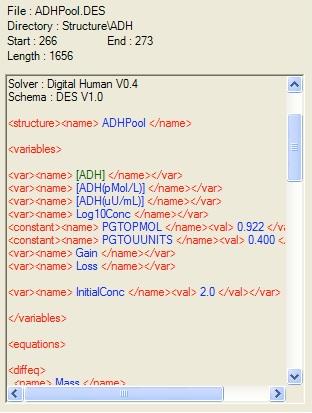 File : ADHPool.DES
Directory : Structure\ADH
Start : 266 End : 273
Length : 1656
Solver : Digital Human V0.4
Schema : DES V1.0
<structure><name> ADHPool </name>
<variables>
<var><name> [ADH] </name></var>
<var><name> [ADH(pMol/L)] </name></var>
<var><name> [ADH(uU/mL)] </name></var>
<var><name> Log10Conc </name></var>
<constant><name> PGTOPMOL </name><val> 0.922 </va
<constant><name> PGTOUUNITS </name><val> 0.400 <
<var><name> Gain </name></var>
<var><name> Loss </name></var>
<var><name> InitialConc </name><val> 2.0 </val></var>
</variables>
<equations>
<diffeq>
<name> Mass </name>